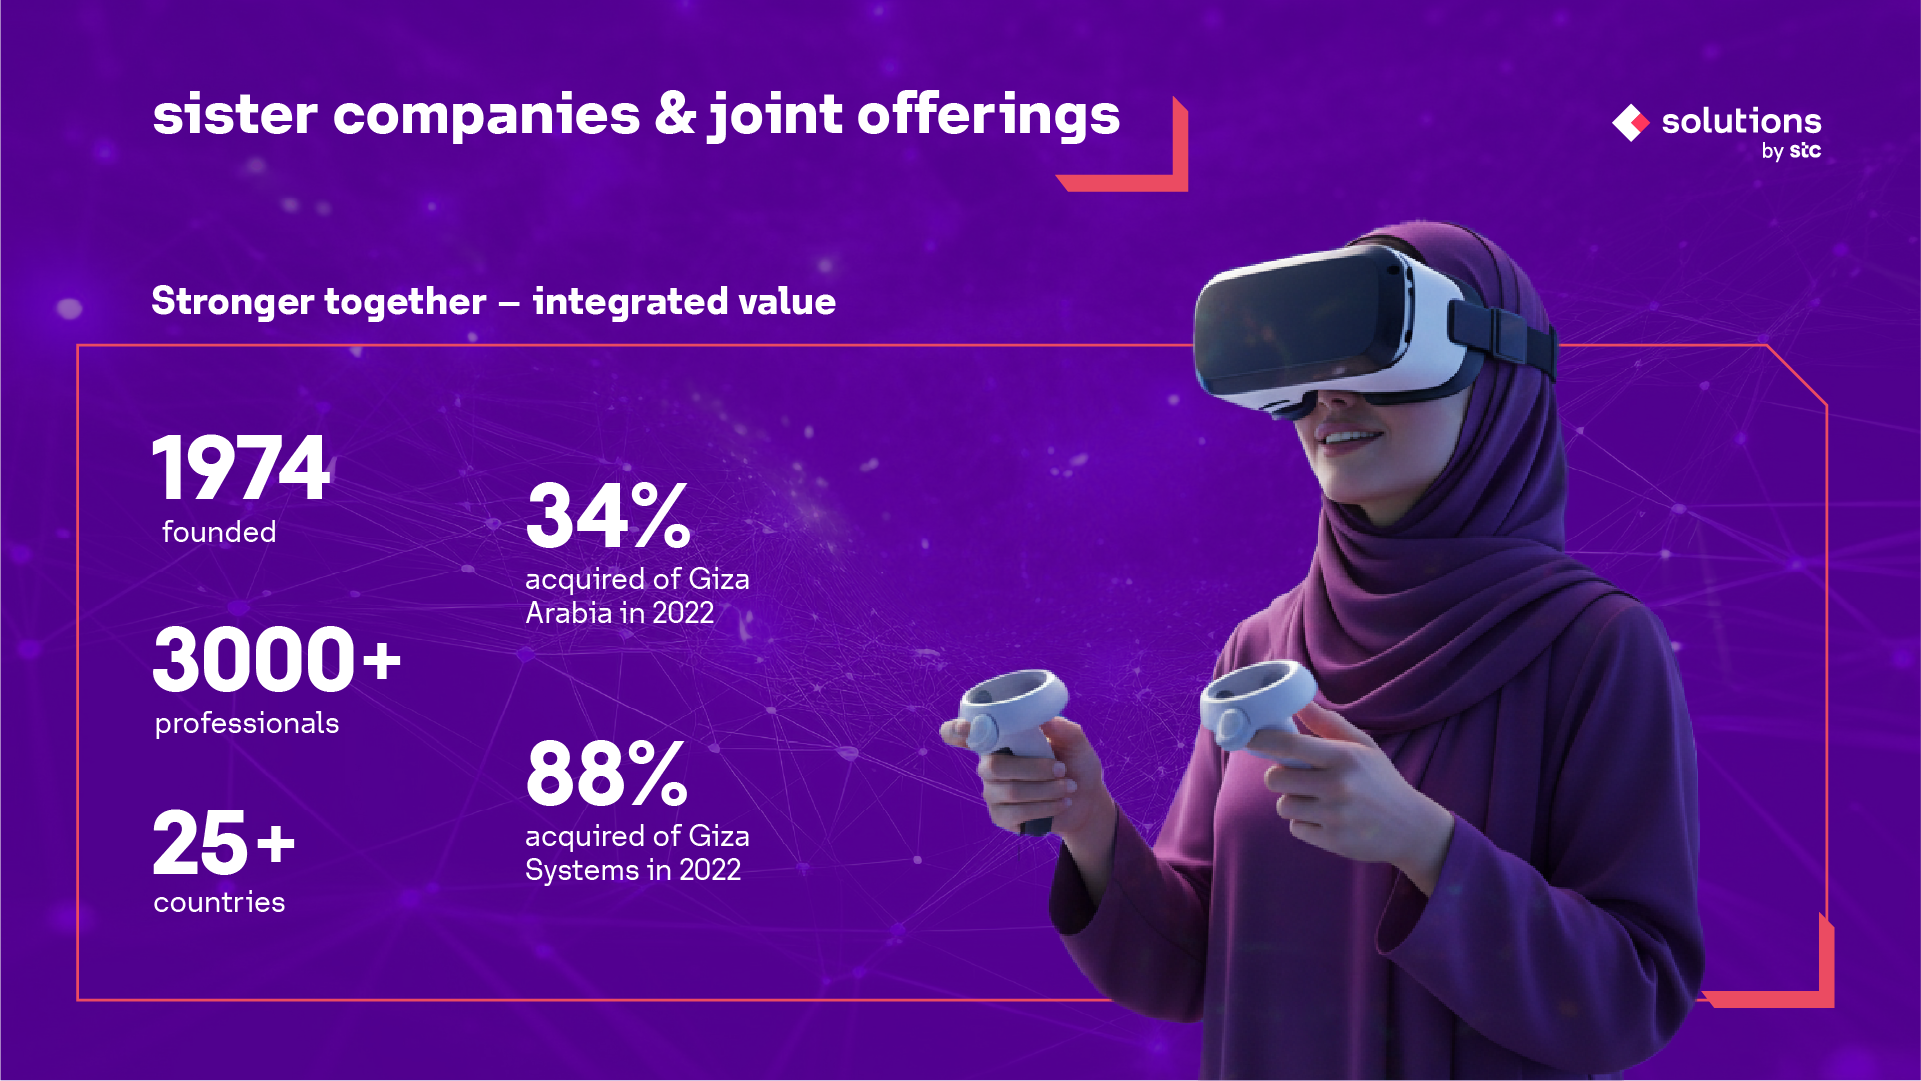 sister companies & joint offerings
solutions
by stc
Stronger together – integrated value
1974
founded
3000+
professionals
25+
countries
34%
acquired of Giza
Arabia in 2022
88%
acquired of Giza
Systems in 2022